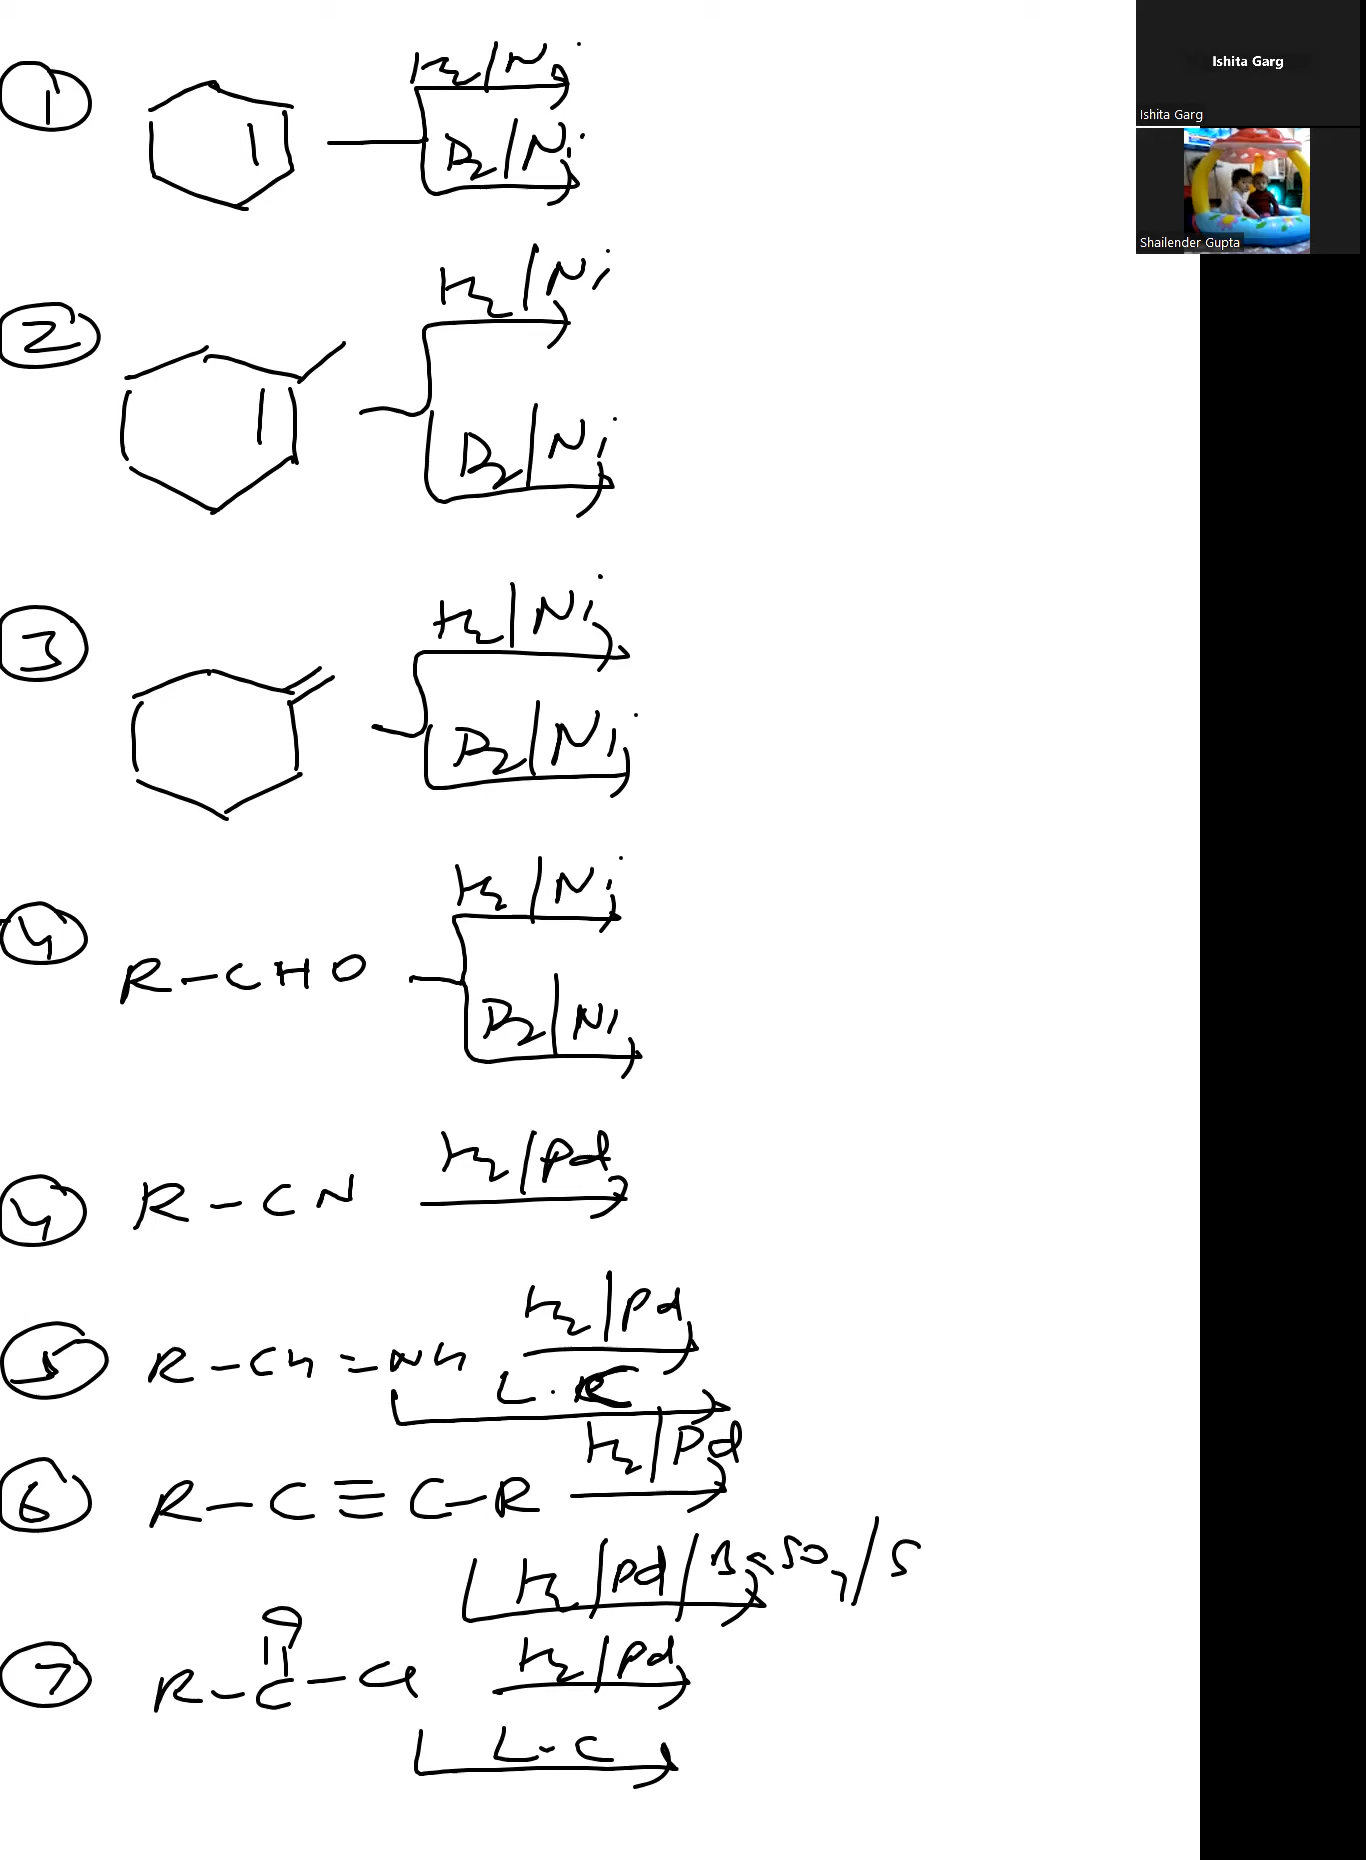 Ishita Garg
Ishita Garg
Shailender Gupta
① H₂/Ni
D₂/Ni
② H₂/Ni
D₂/Ni
③ H₂/Ni
D₂/Ni
④ R-CHO H₂/Ni
D₂/Ni
④ R-CN H₂/Pd
⑤ R-CH=NH H₂/Pd
L.C
⑥ R-C≡C-R H₂/Pd
H₂/Pd/BaSO₄/S
O
⑦ R-C-Cl H₂/Pd
L-C